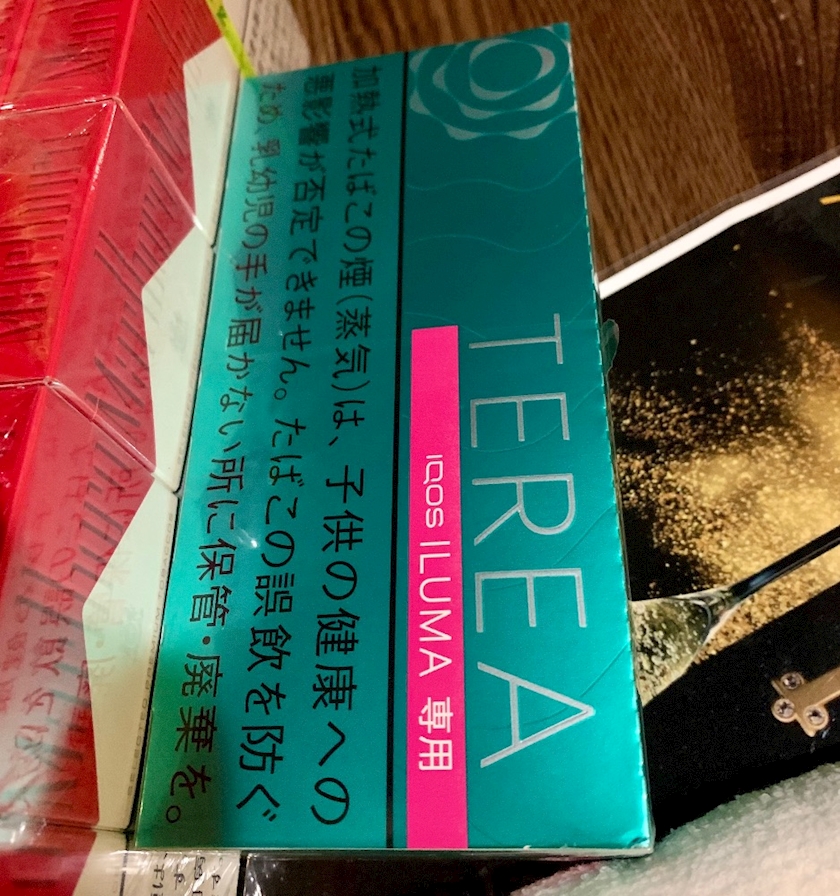 TEREA
IQOS ILUMA 専用
加熱式たばこの煙(蒸気)は、子供の健康への
悪影響が否定できません。たばこの誤飲を防ぐ
ため、乳幼児の手が届かない所に保管・廃棄を。